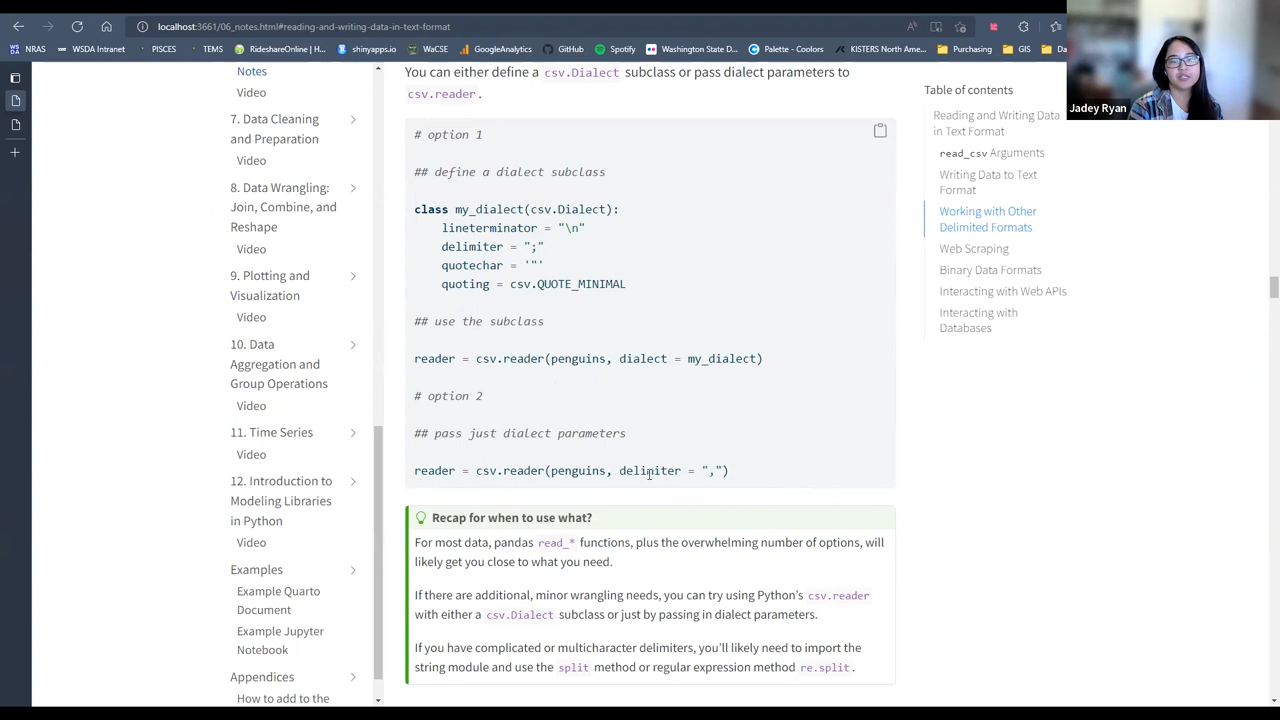 localhost:3661/06_notes.html#reading-and-writing-data-in-text-format
NRAS
WSDA Intranet
PISCES
TEMS
RideshareOnline | H...
shinyapps.io
WaCSE
GoogleAnalytics
GitHub
Spotify
Washington State D...
Palette - Coolors
KISTERS North Ame...
Purchasing
GIS
Da
Jadey Ryan
Notes
Video
7. Data Cleaning
and Preparation
Video
8. Data Wrangling:
Join, Combine, and
Reshape
Video
9. Plotting and
Visualization
Video
10. Data
Aggregation and
Group Operations
Video
11. Time Series
Video
12. Introduction to
Modeling Libraries
in Python
Video
Examples
Example Quarto
Document
Example Jupyter
Notebook
Appendices
How to add to the
You can either define a csv.Dialect subclass or pass dialect parameters to
csv.reader.
# option 1
## define a dialect subclass
class my_dialect(csv.Dialect):
lineterminator = "\n"
delimiter = ";"
quotechar = '"'
quoting = csv.QUOTE_MINIMAL
## use the subclass
reader = csv.reader(penguins, dialect = my_dialect)
# option 2
## pass just dialect parameters
reader = csv.reader(penguins, delimiter = ",")
Recap for when to use what?
For most data, pandas read_* functions, plus the overwhelming number of options, will
likely get you close to what you need.
If there are additional, minor wrangling needs, you can try using Python's csv.reader
with either a csv.Dialect subclass or just by passing in dialect parameters.
If you have complicated or multicharacter delimiters, you'll likely need to import the
string module and use the split method or regular expression method re.split.
Table of contents
Reading and Writing Data
in Text Format
read_csv Arguments
Writing Data to Text
Format
Working with Other
Delimited Formats
Web Scraping
Binary Data Formats
Interacting with Web APIs
Interacting with
Databases